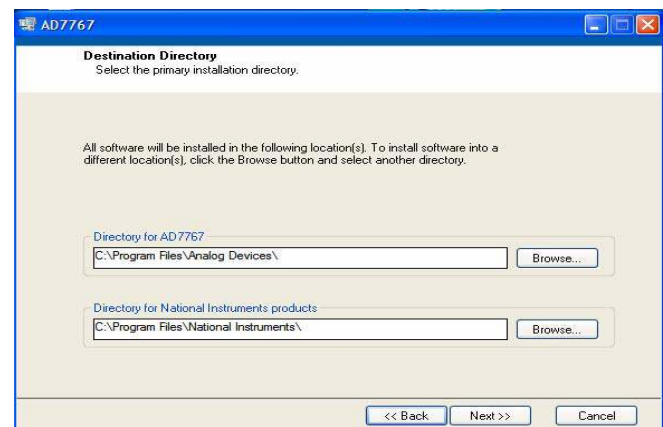 AD7767
Destination Directory
Select the primary installation directory.
All software will be installed in the following location(s). To install software into a
different location(s), click the Browse button and select another directory.
Directory for AD7767
C:\Program Files\Analog Devices\
Browse...
Directory for National Instruments products
C:\Program Files\National Instruments\
Browse...
<< Back
Next >>
Cancel